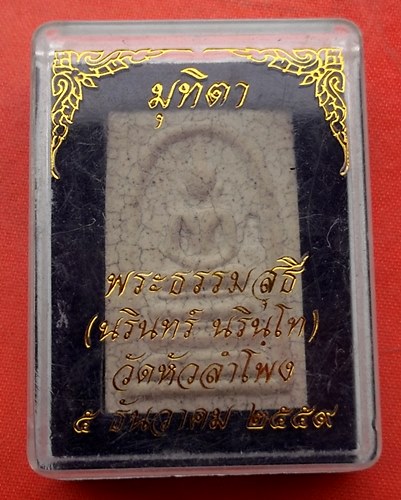 มุทิตา
พระธรรมสุธี
(นรินทร์ นรินฺโท)
วัดหัวลำโพง
๕ ธันวาคม ๒๕๕๙